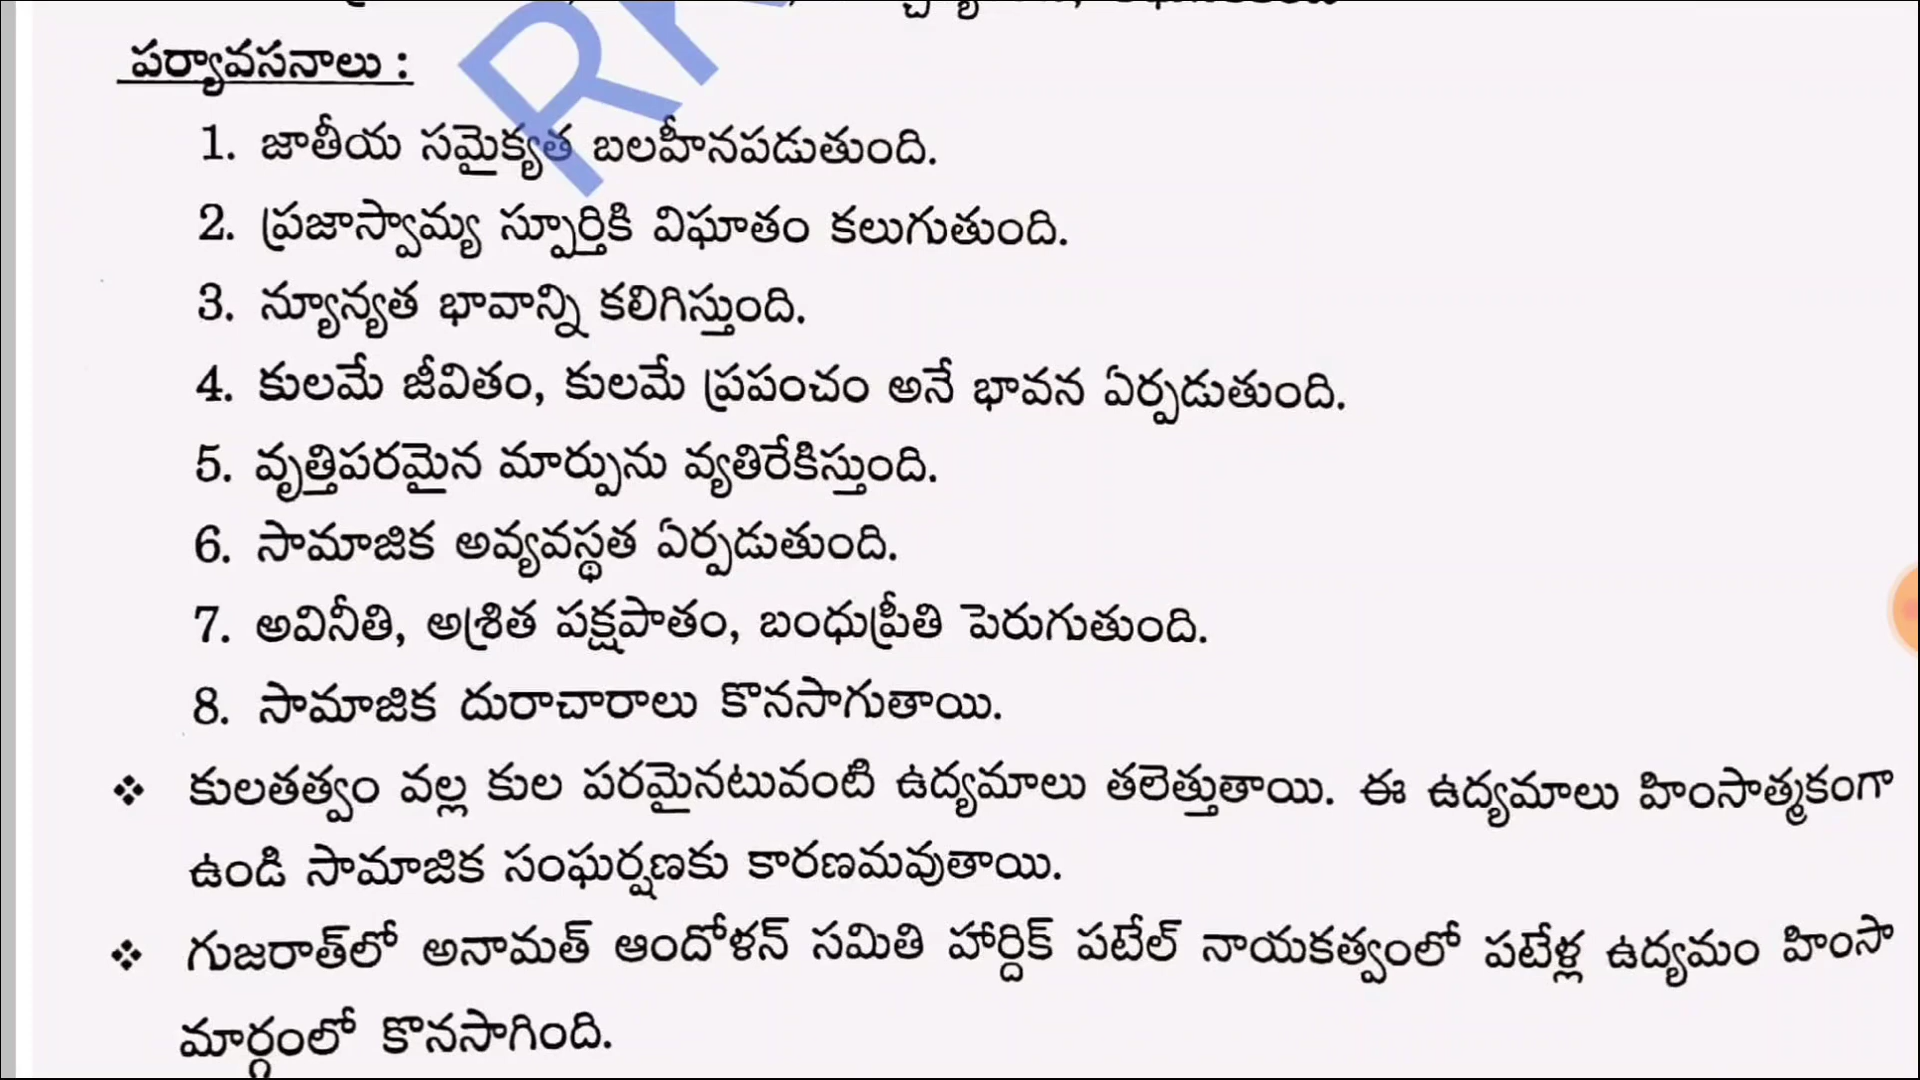 పర్యావసనాలు :
1. జాతీయ సమైక్యత బలహీనపడుతుంది.
2. ప్రజాస్వామ్య స్ఫూర్తికి విఘాతం కలుగుతుంది.
3. న్యూన్యత భావాన్ని కలిగిస్తుంది.
4. కులమే జీవితం, కులమే ప్రపంచం అనే భావన ఏర్పడుతుంది.
5. వృత్తిపరమైన మార్పును వ్యతిరేకిస్తుంది.
6. సామాజిక అవ్యవస్థత ఏర్పడుతుంది.
7. అవినీతి, అశ్రిత పక్షపాతం, బంధుప్రీతి పెరుగుతుంది.
8. సామాజిక దురాచారాలు కొనసాగుతాయి.
❖ కులతత్వం వల్ల కుల పరమైనటువంటి ఉద్యమాలు తలెత్తుతాయి. ఈ ఉద్యమాలు హింసాత్మకంగా
ఉండి సామాజిక సంఘర్షణకు కారణమవుతాయి.
❖ గుజరాత్‌లో అనామత్ ఆందోళన్ సమితి హార్దిక్ పటేల్ నాయకత్వంలో పటేళ్ల ఉద్యమం హింసా
మార్గంలో కొనసాగింది.